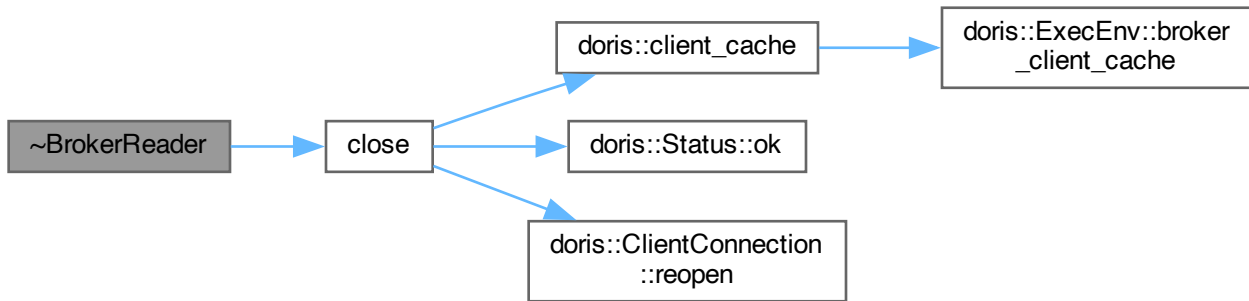 ~BrokerReader
close
doris::client_cache
doris::ExecEnv::broker
_client_cache
doris::Status::ok
doris::ClientConnection
::reopen